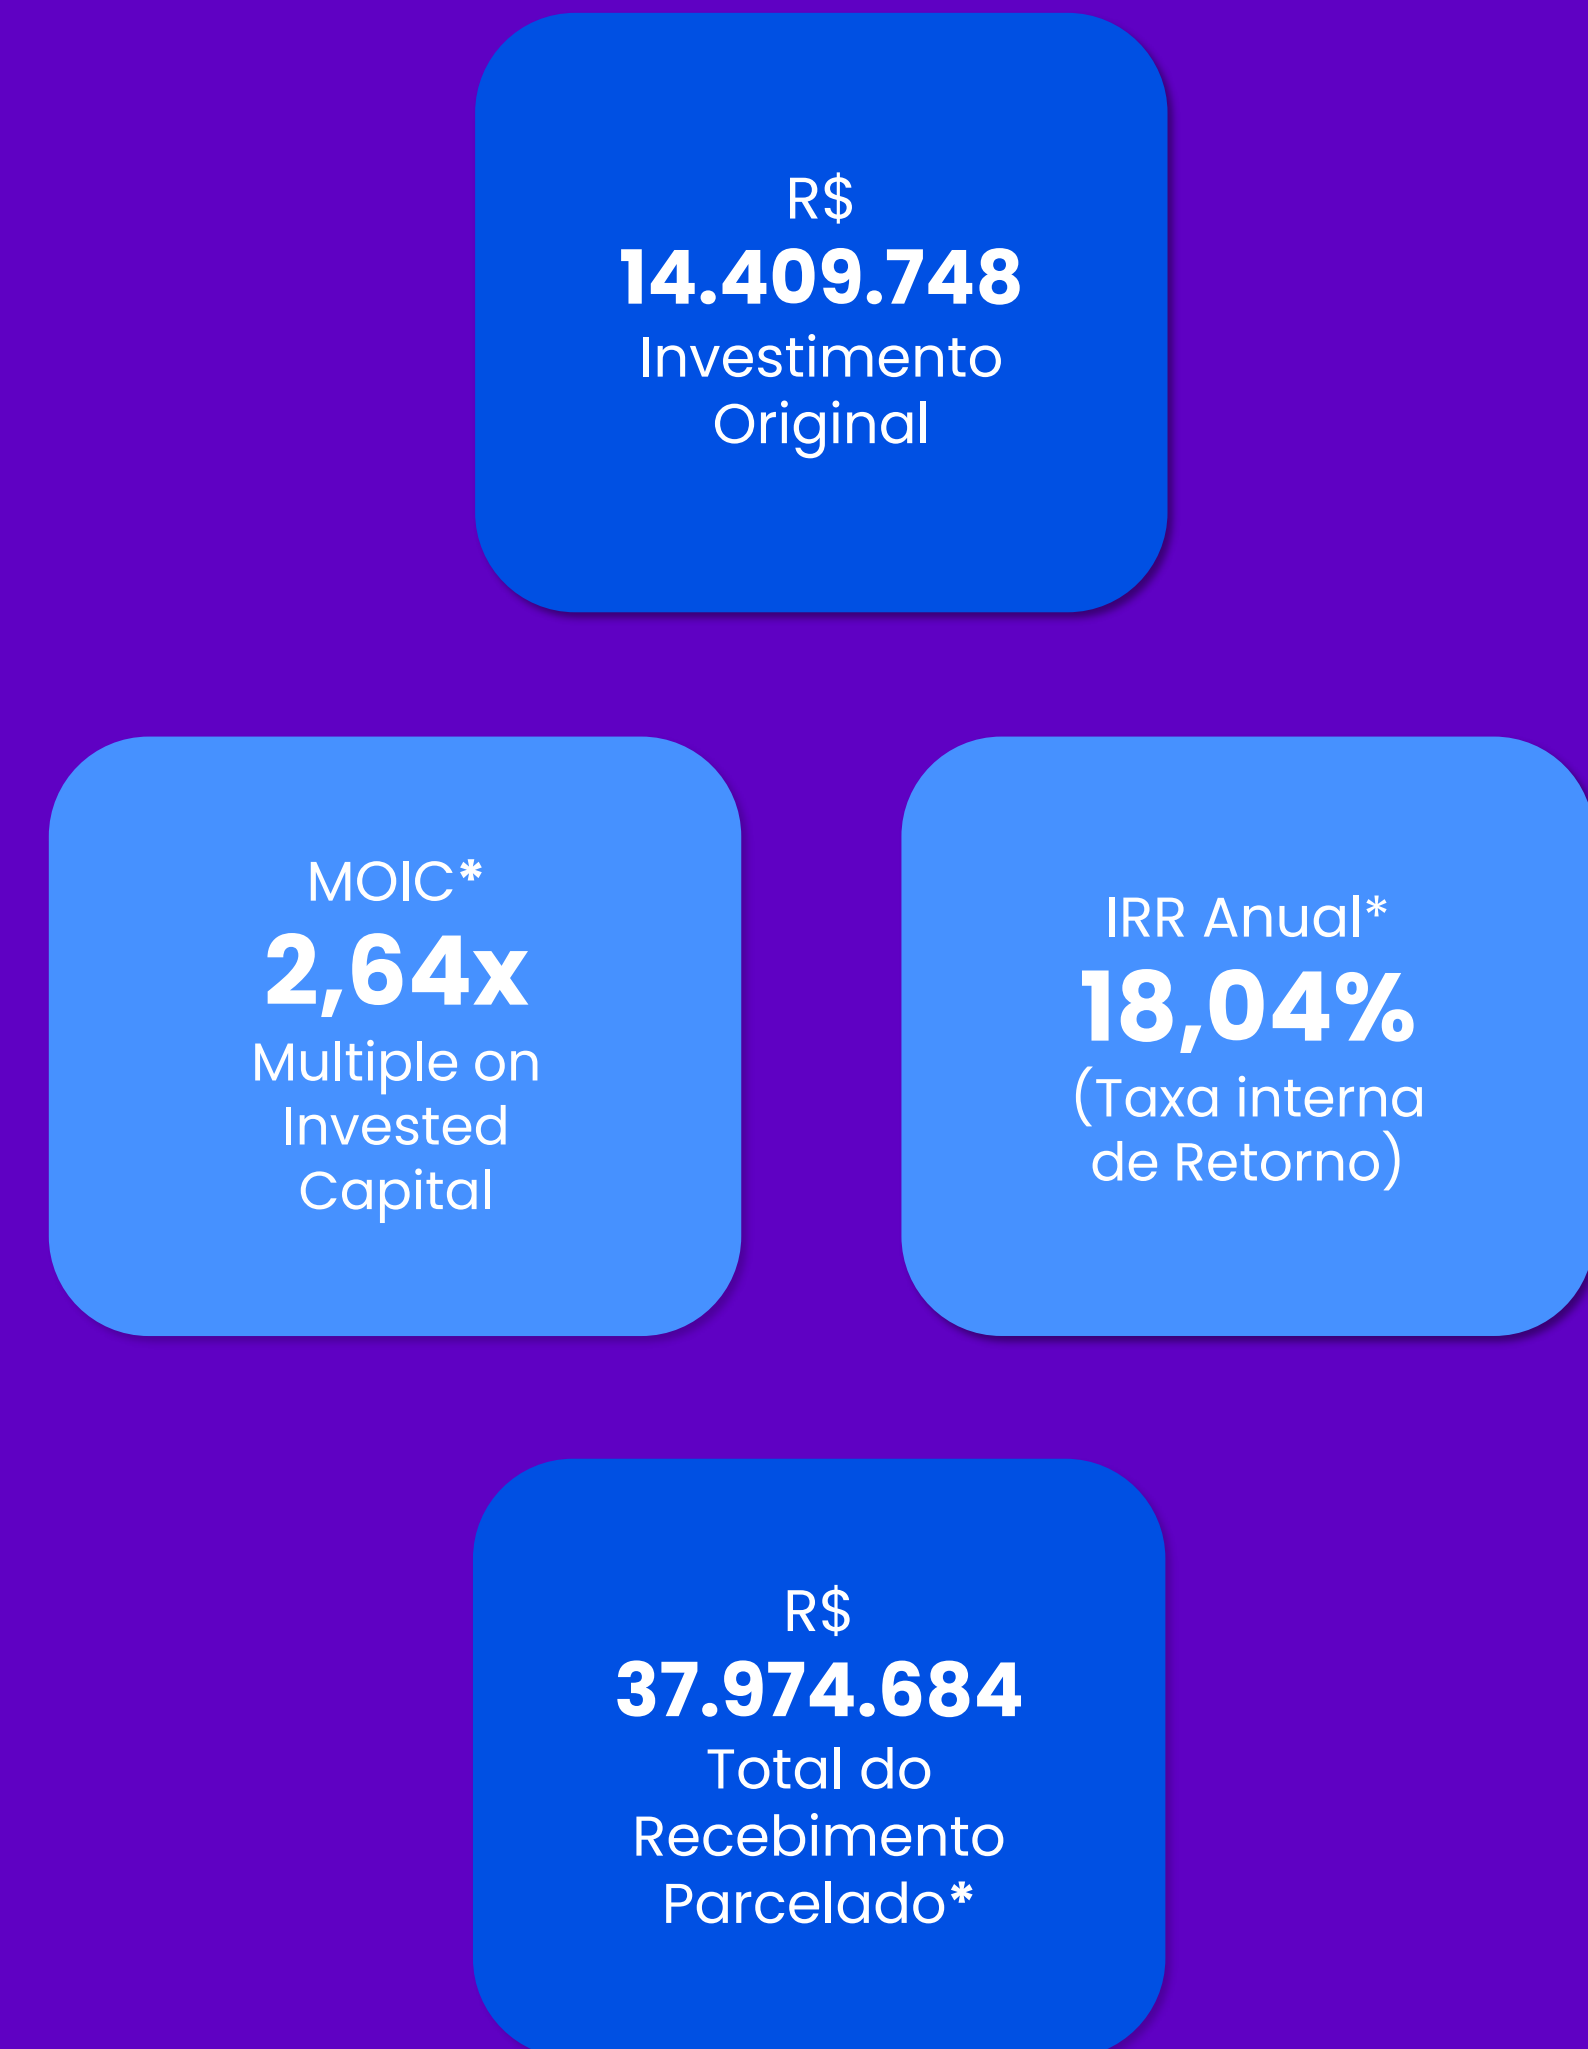 R$
14.409.748
Investimento
Original
MOIC*
2,64x
Multiple on
Invested
Capital
IRR Anual*
18,04%
(Taxa interna
de Retorno)
R$
37.974.684
Total do
Recebimento
Parcelado*